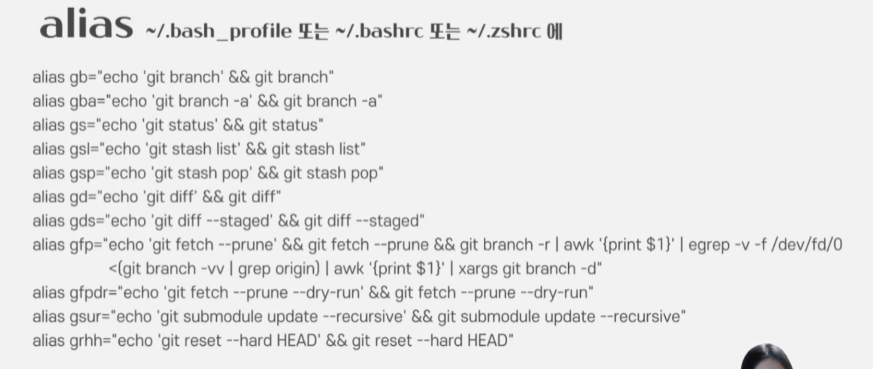 alias ~/.bash_profile 또는 ~/.bashrc 또는 ~/.zshrc 에
alias gb="echo 'git branch' && git branch"
alias gba="echo 'git branch -a' && git branch -a"
alias gs="echo 'git status' && git status"
alias gsl="echo 'git stash list' && git stash list"
alias gsp="echo 'git stash pop' && git stash pop"
alias gd="echo 'git diff' && git diff"
alias gds="echo 'git diff --staged' && git diff --staged"
alias gfp="echo 'git fetch --prune' && git fetch --prune && git branch -r | awk '{print $1}' | egrep -v -f /dev/fd/0
<(git branch -vv | grep origin) | awk '{print $1}' | xargs git branch -d"
alias gfpdr="echo 'git fetch --prune --dry-run' && git fetch --prune --dry-run"
alias gsur="echo 'git submodule update --recursive' && git submodule update --recursive"
alias grhh="echo 'git reset --hard HEAD' && git reset --hard HEAD"